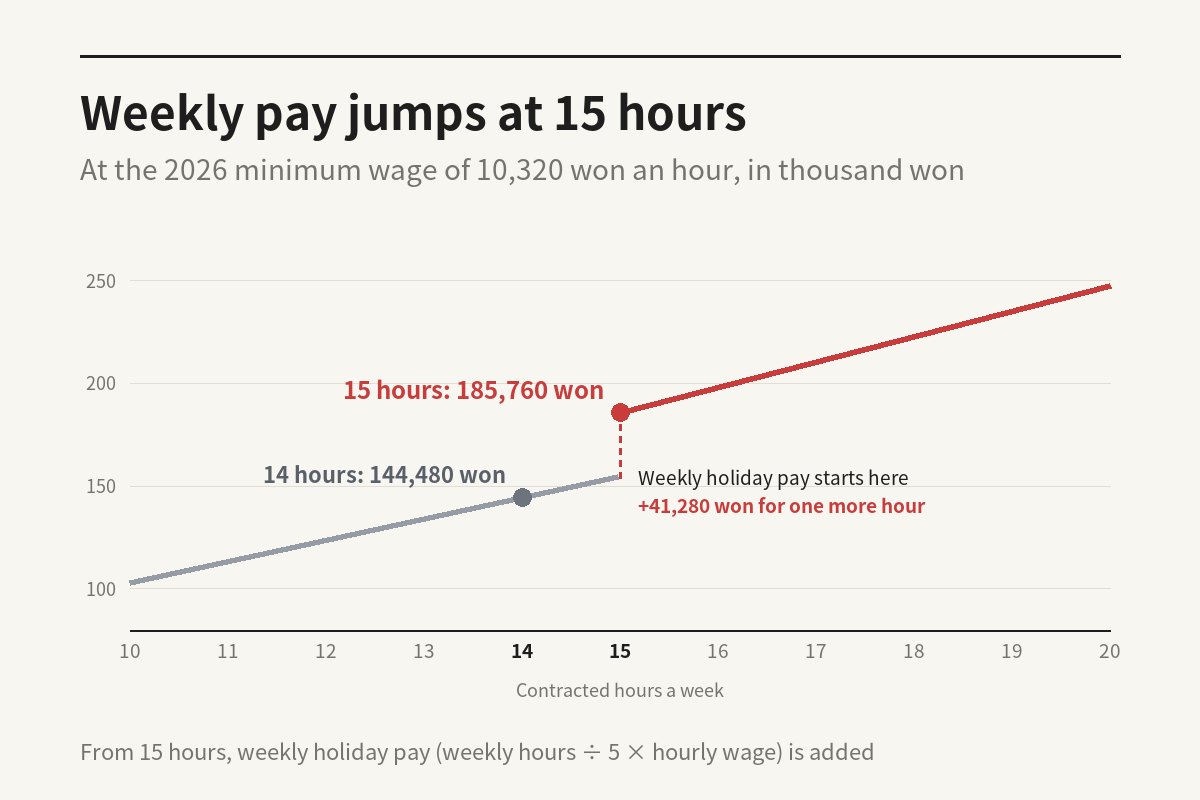 Weekly pay jumps at 15 hours
At the 2026 minimum wage of 10,320 won an hour, in thousand won
250
200
15 hours: 185,760 won
14 hours: 144,480 won
150
Weekly holiday pay starts here
+41,280 won for one more hour
100
10 11 12 13 14 15 16 17 18 19 20
Contracted hours a week
From 15 hours, weekly holiday pay (weekly hours ÷ 5 × hourly wage) is added